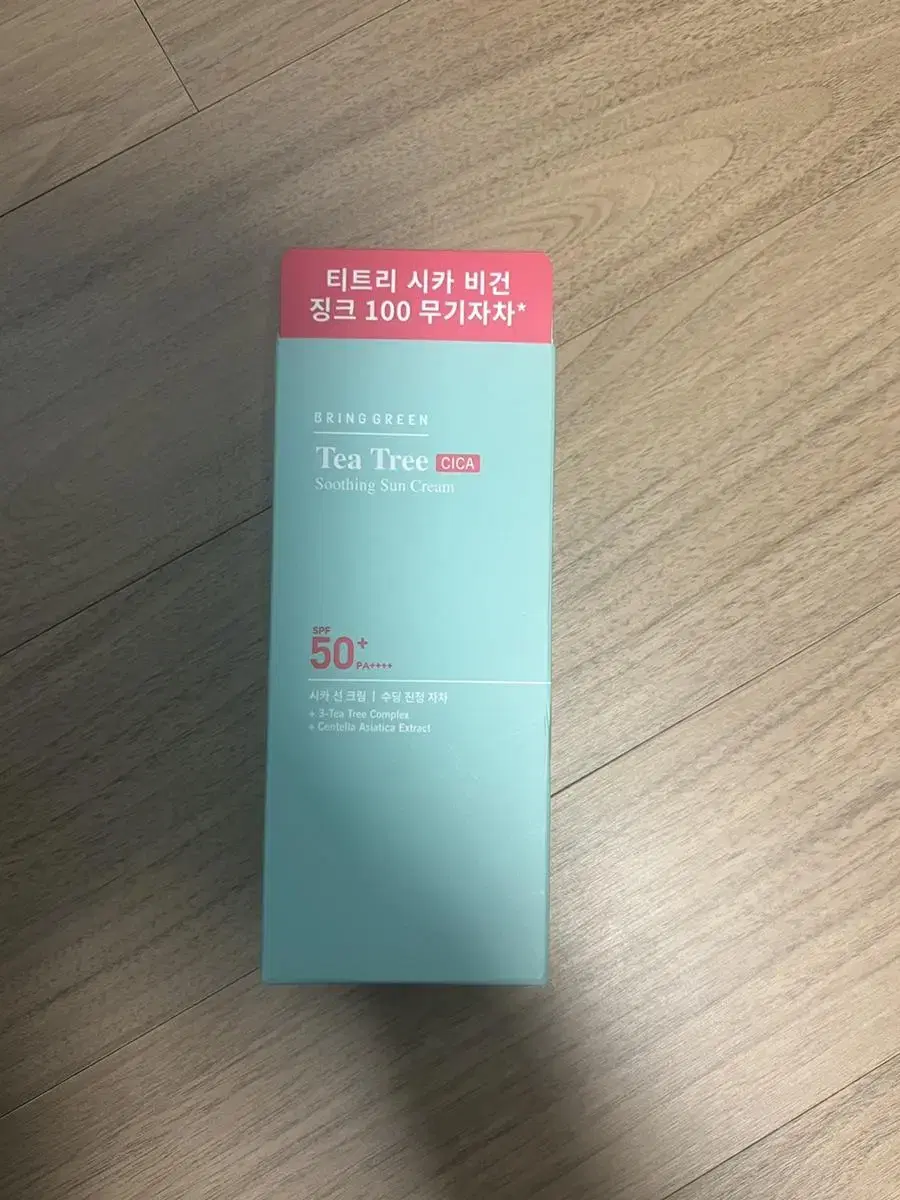 티트리 시카 비건
징크 100 무기자차*
BRING GREEN
Tea Tree CICA
Soothing Sun Cream
SPF
50+
PA++++
시카 선 크림 | 수딩 진정 자차
+ 3-Tea Tree Complex
+ Centella Asiatica Extract